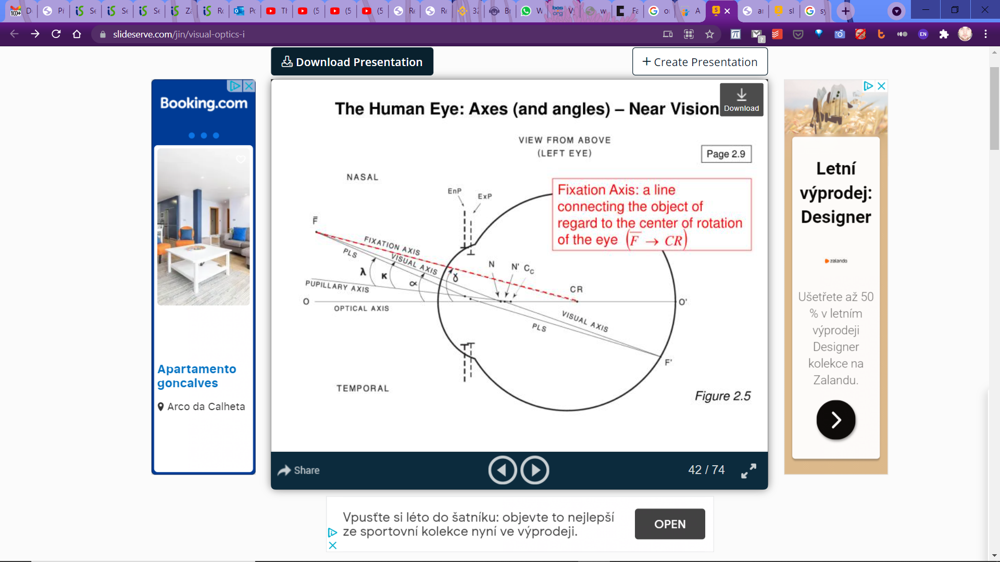 slideserve.com/jin/visual-optics-i
EN
Download Presentation
+ Create Presentation
Booking.com
Apartamento
goncalves
Arco da Calheta
The Human Eye: Axes (and angles) – Near Vision
Download
VIEW FROM ABOVE
(LEFT EYE)
Page 2.9
NASAL
EnP
ExP
Fixation Axis: a line
connecting the object of
regard to the center of rotation
of the eye (F̅ → CR)
F̅
FIXATION AXIS
PLS
VISUAL AXIS
λ
κ
α
γ
N
N'
Cc
CR
PUPILLARY AXIS
O
O'
OPTICAL AXIS
VISUAL AXIS
PLS
F'
TEMPORAL
Figure 2.5
Share
42 / 74
Letní
výprodej:
Designer
zalando
Ušetřete až 50
% v letním
výprodeji
Designer
kolekce na
Zalandu.
Vpusťte si léto do šatníku: objevte to nejlepší
ze sportovní kolekce nyní ve výprodeji.
OPEN